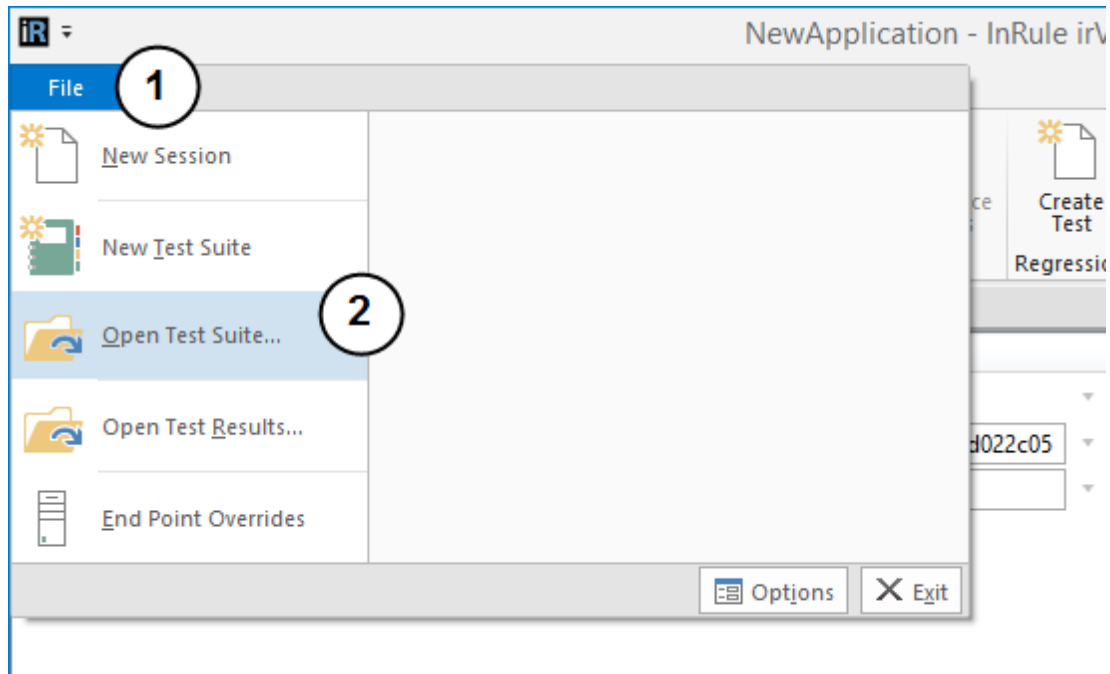 iR
NewApplication - InRule irV
File
1
New Session
New Test Suite
Open Test Suite...
2
Open Test Results...
End Point Overrides
Options
Exit
ce
s
Create
Test
Regressio
d022c05